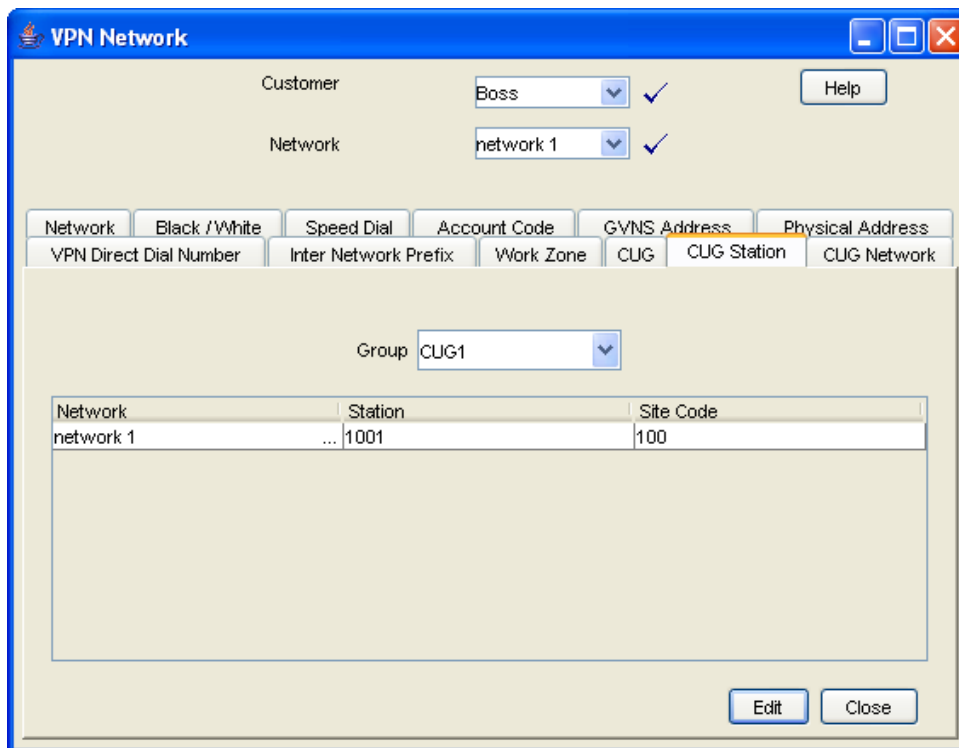 VPN Network
Customer Boss Help
Network network 1
Network Black / White Speed Dial Account Code GVNS Address Physical Address
VPN Direct Dial Number Inter Network Prefix Work Zone CUG CUG Station CUG Network
Group CUG1
Network Station Site Code
network 1 ... 1001 100
Edit Close